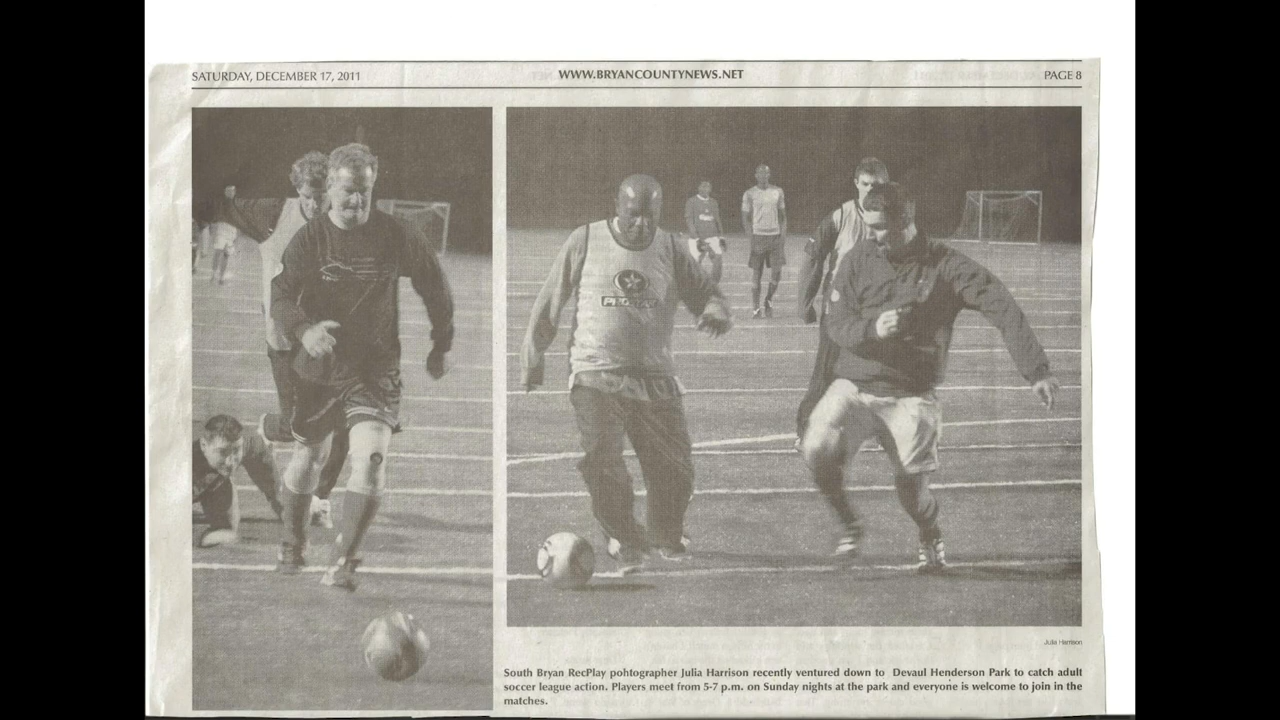 SATURDAY, DECEMBER 17, 2011
WWW.BRYANCOUNTYNEWS.NET
PAGE 8
Julia Harrison
South Bryan RecPlay pohtographer Julia Harrison recently ventured down to Devaul Henderson Park to catch adult
soccer league action. Players meet from 5-7 p.m. on Sunday nights at the park and everyone is welcome to join in the
matches.